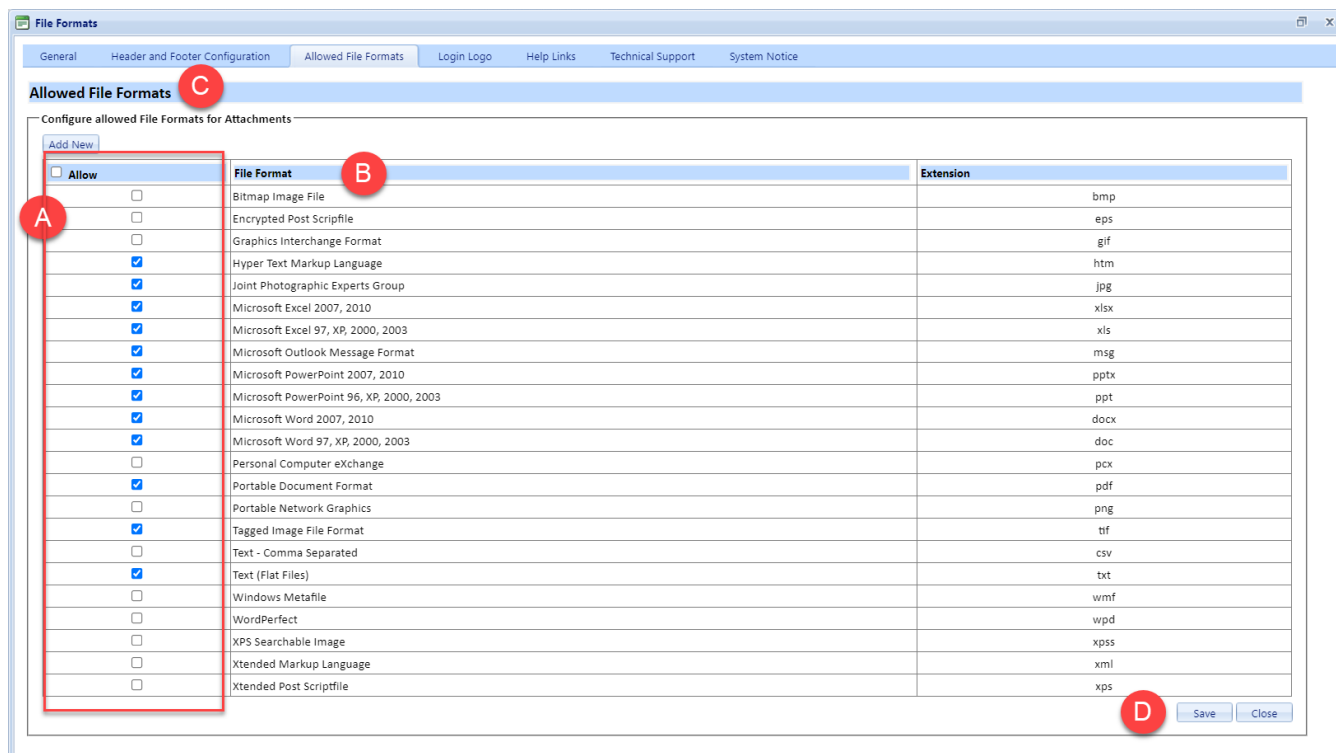 File Formats
General Header and Footer Configuration Allowed File Formats Login Logo Help Links Technical Support System Notice
Allowed File Formats C
Configure allowed File Formats for Attachments
Add New
Allow File Format B Extension
Bitmap Image File bmp
A Encrypted Post Scripfile eps
Graphics Interchange Format gif
Hyper Text Markup Language htm
Joint Photographic Experts Group jpg
Microsoft Excel 2007, 2010 xlsx
Microsoft Excel 97, XP, 2000, 2003 xls
Microsoft Outlook Message Format msg
Microsoft PowerPoint 2007, 2010 pptx
Microsoft PowerPoint 96, XP, 2000, 2003 ppt
Microsoft Word 2007, 2010 docx
Microsoft Word 97, XP, 2000, 2003 doc
Personal Computer eXchange pcx
Portable Document Format pdf
Portable Network Graphics png
Tagged Image File Format tif
Text - Comma Separated csv
Text (Flat Files) txt
Windows Metafile wmf
WordPerfect wpd
XPS Searchable Image xpss
Xtended Markup Language xml
Xtended Post Scriptfile xps
D Save Close